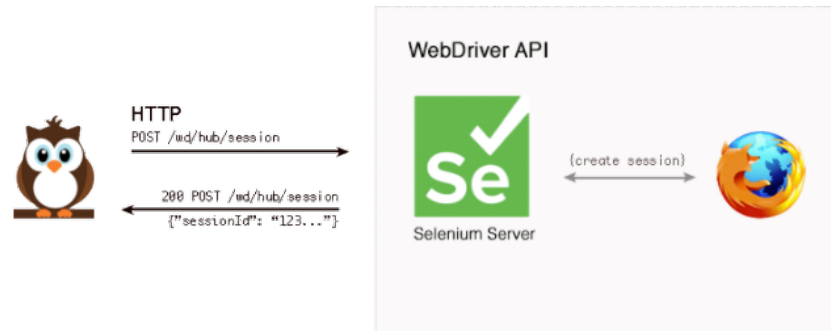 WebDriver API
HTTP
POST /wd/hub/session
200 POST /wd/hub/session
{"sessionId": “123...”}
Se
Selenium Server
{create session}